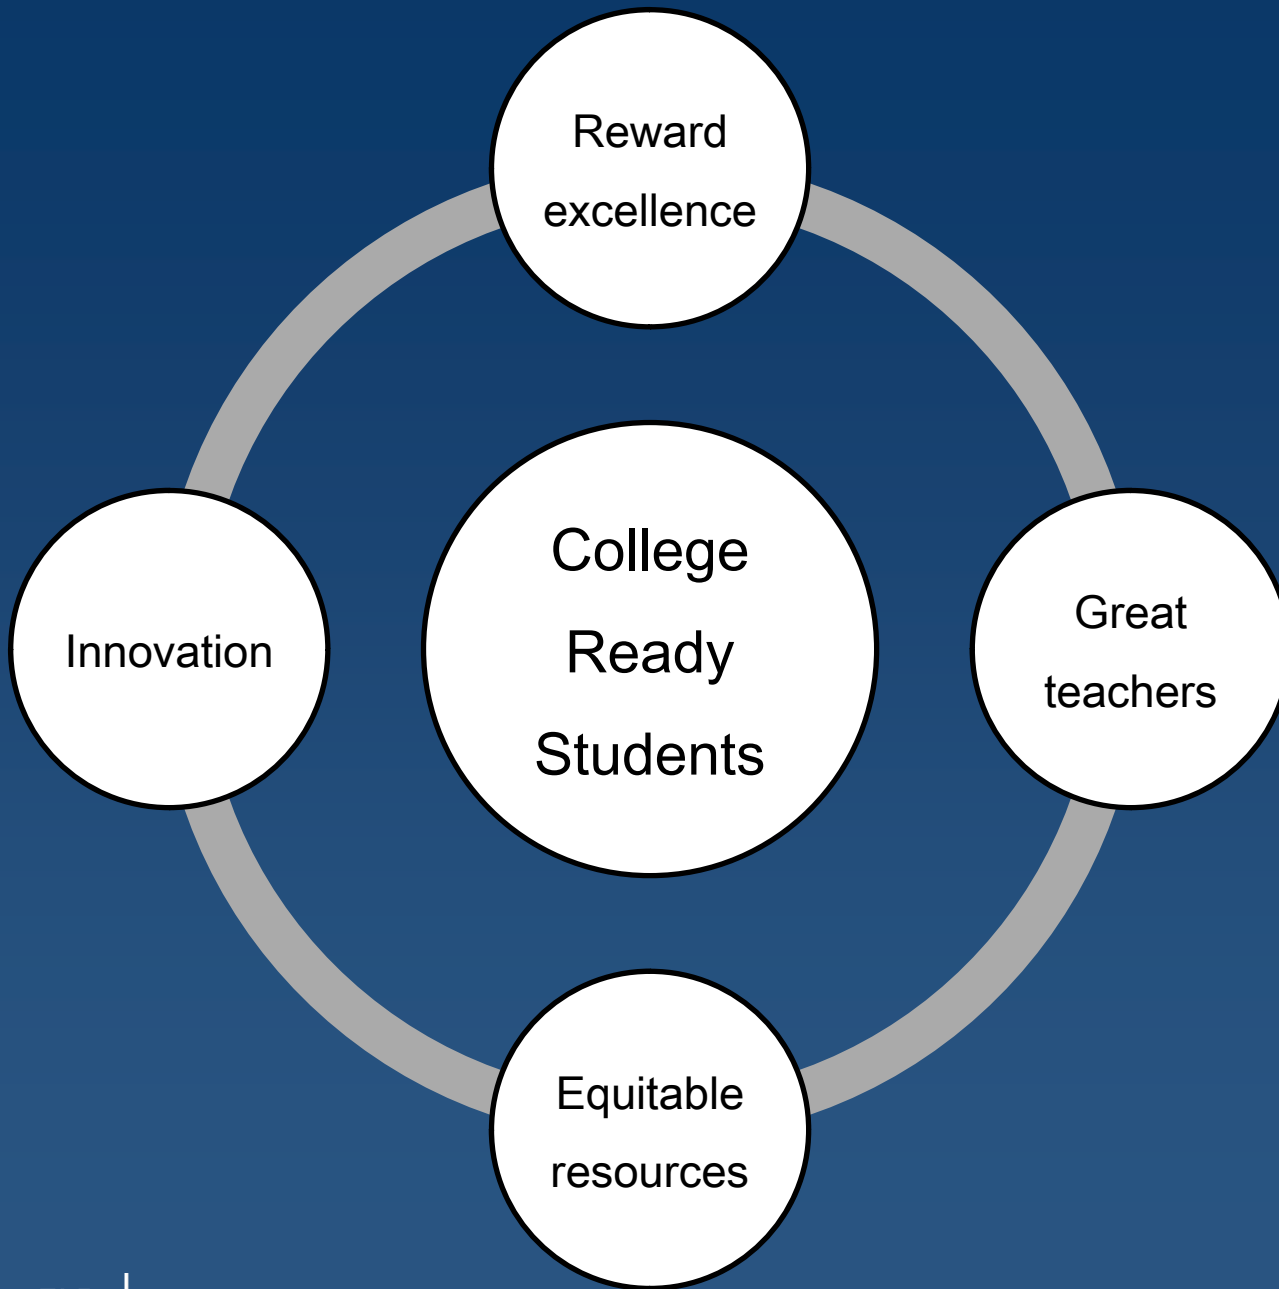 Reward
excellence
College
Ready
Students
Innovation
Great
teachers
Equitable
resources